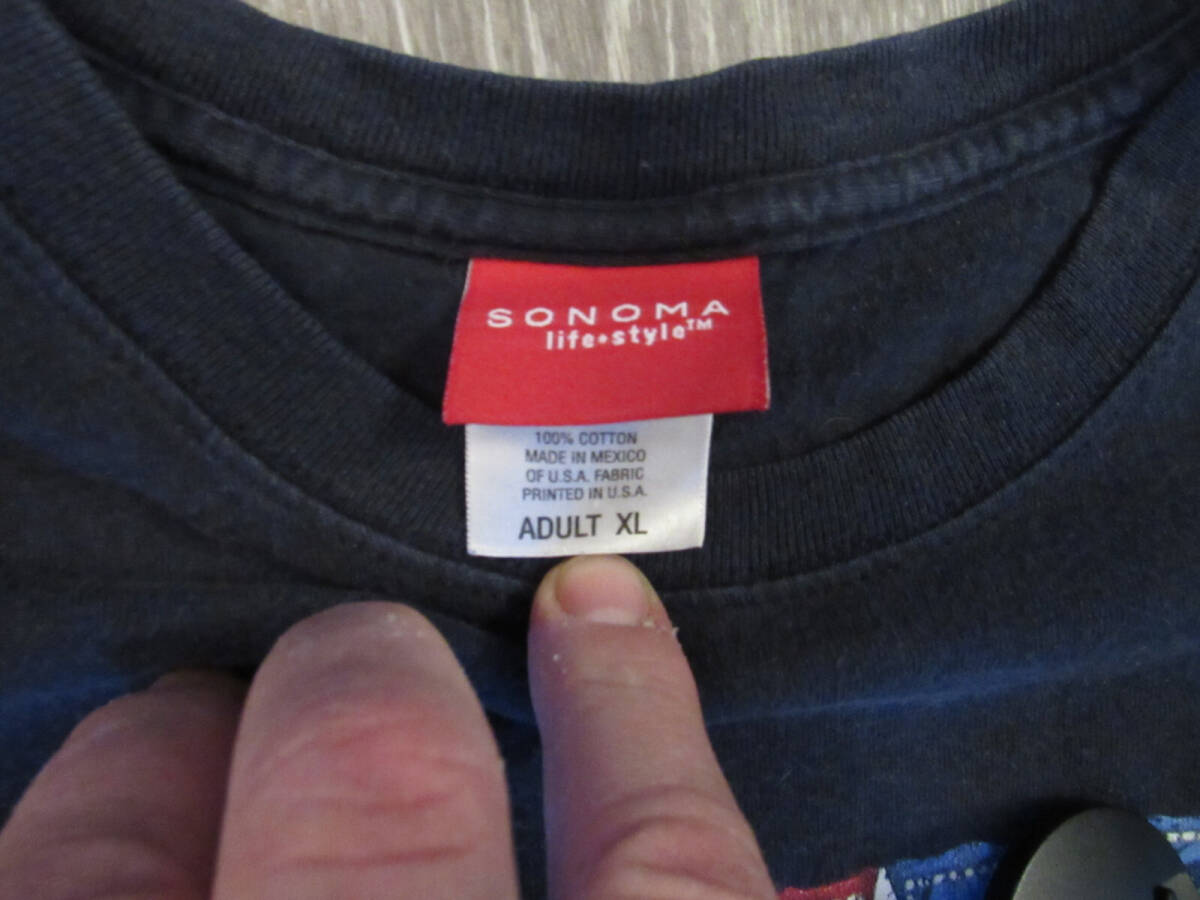 SONOMA
life•style™
100% COTTON
MADE IN MEXICO
OF U.S.A. FABRIC
PRINTED IN U.S.A.
ADULT XL